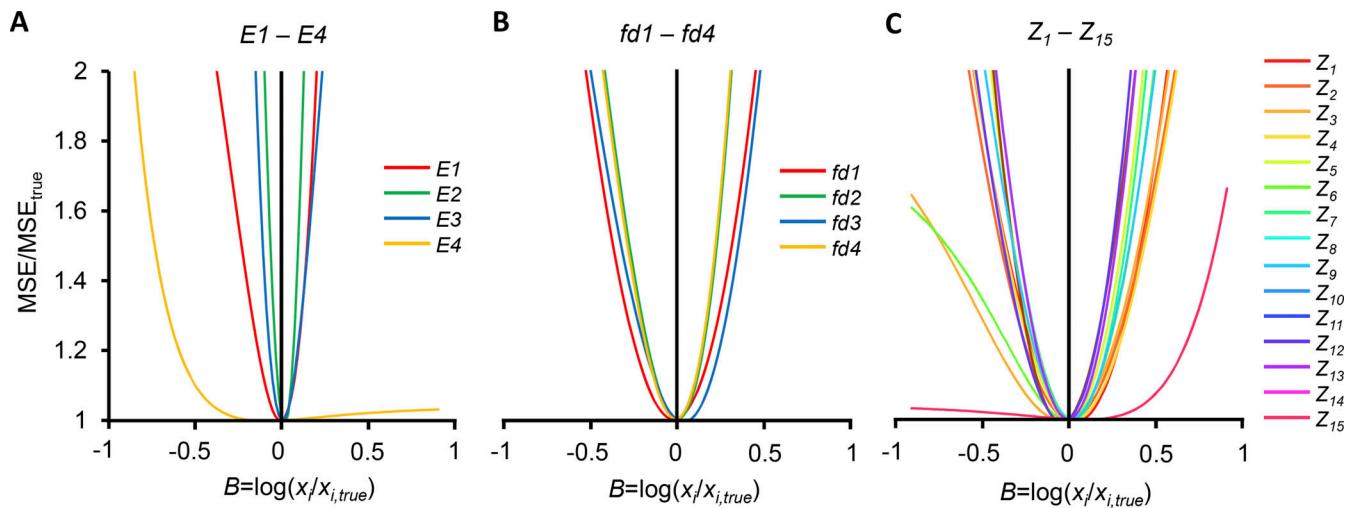 A
E1 – E4
MSE/MSEtrue
2
1.8
1.6
1.4
1.2
1
-1
-0.5
0
0.5
1
B=log(xi/xi,true)
E1
E2
E3
E4
B
fd1 – fd4
-1
-0.5
0
0.5
1
B=log(xi/xi,true)
fd1
fd2
fd3
fd4
C
Z1 – Z15
-1
-0.5
0
0.5
1
B=log(xi/xi,true)
Z1
Z2
Z3
Z4
Z5
Z6
Z7
Z8
Z9
Z10
Z11
Z12
Z13
Z14
Z15